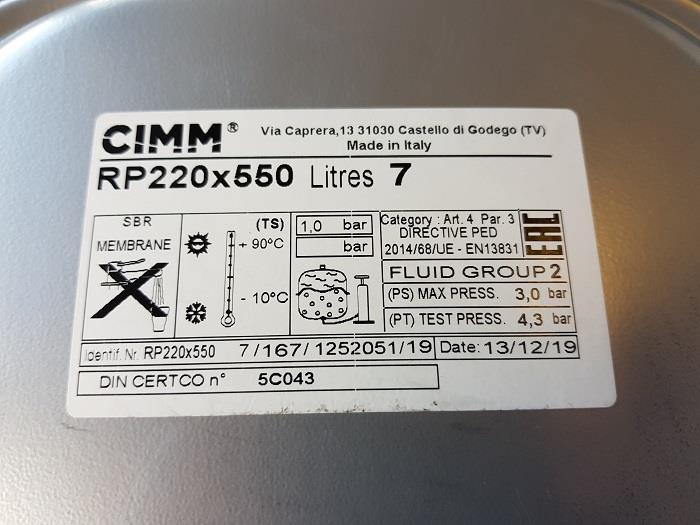 CIMM® Via Caprera,13 31030 Castello di Godego (TV)
Made in Italy
RP220x550 Litres 7
SBR
MEMBRANE
(TS)
+ 90°C
- 10°C
1,0 bar
bar
Category : Art. 4 Par. 3
DIRECTIVE PED
2014/68/UE - EN13831
EAC
FLUID GROUP 2
(PS) MAX PRESS. 3,0 bar
(PT) TEST PRESS. 4,3 bar
Identif. Nr. RP220x550 7/167/1252051/19 Date: 13/12/19
DIN CERTCO n° 5C043